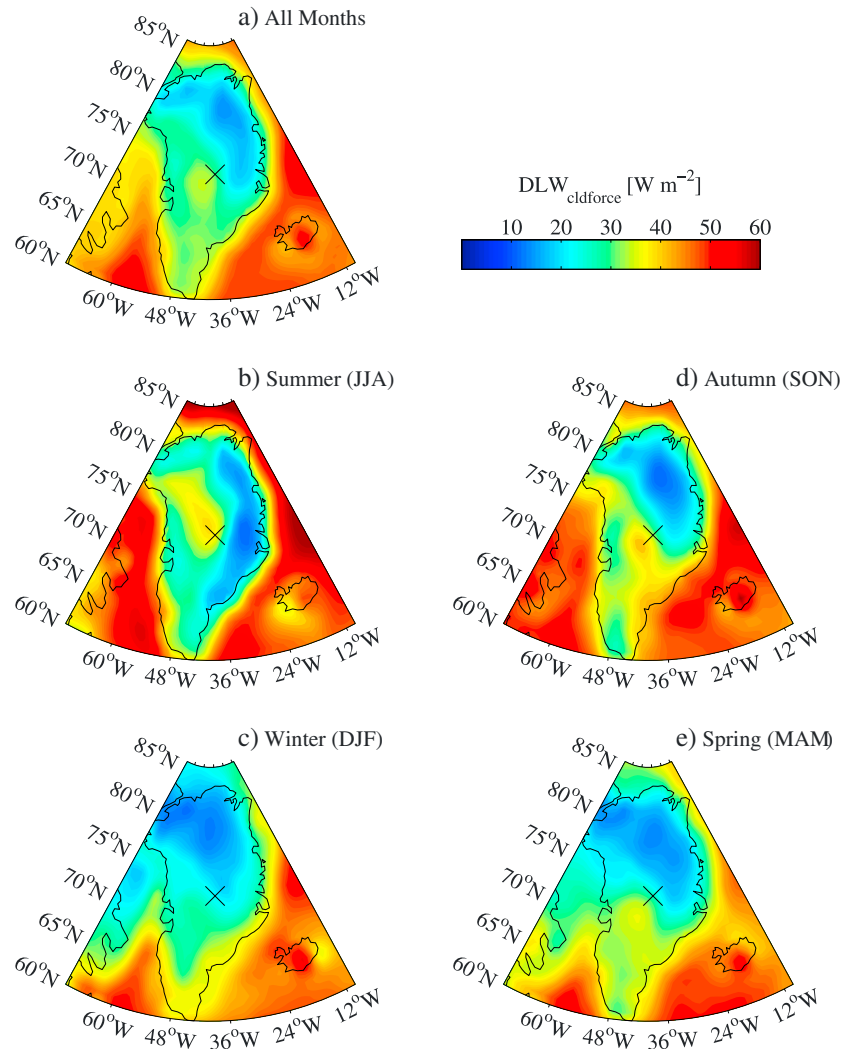 a) All Months
85°N
80°N
75°N
70°N
65°N
60°N
60°W
48°W
36°W
24°W
12°W
DLW_cldforce [W m⁻²]
10 20 30 40 50 60
b) Summer (JJA)
85°N
80°N
75°N
70°N
65°N
60°N
60°W
48°W
36°W
24°W
12°W
d) Autumn (SON)
85°N
80°N
75°N
70°N
65°N
60°N
60°W
48°W
36°W
24°W
12°W
c) Winter (DJF)
85°N
80°N
75°N
70°N
65°N
60°N
60°W
48°W
36°W
24°W
12°W
e) Spring (MAM)
85°N
80°N
75°N
70°N
65°N
60°N
60°W
48°W
36°W
24°W
12°W